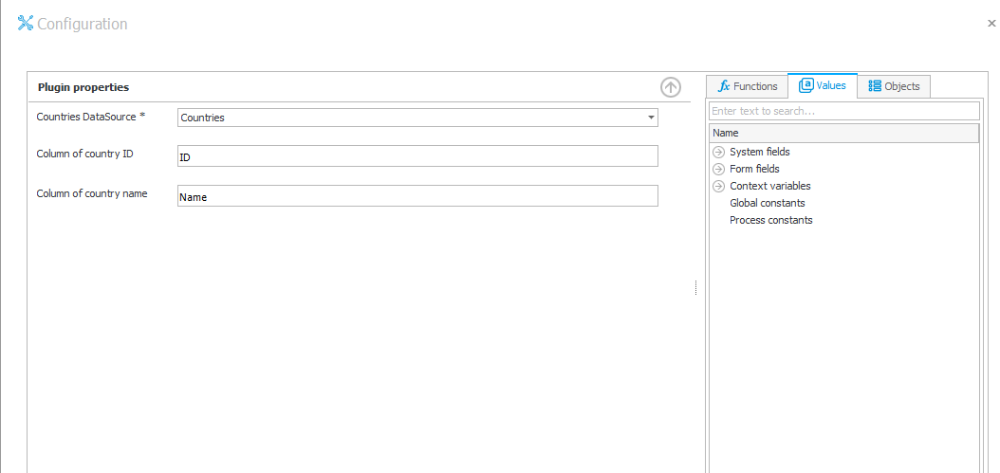 Configuration
Plugin properties
Countries DataSource *
Countries
Column of country ID
ID
Column of country name
Name
Functions
Values
Objects
Enter text to search...
Name
System fields
Form fields
Context variables
Global constants
Process constants